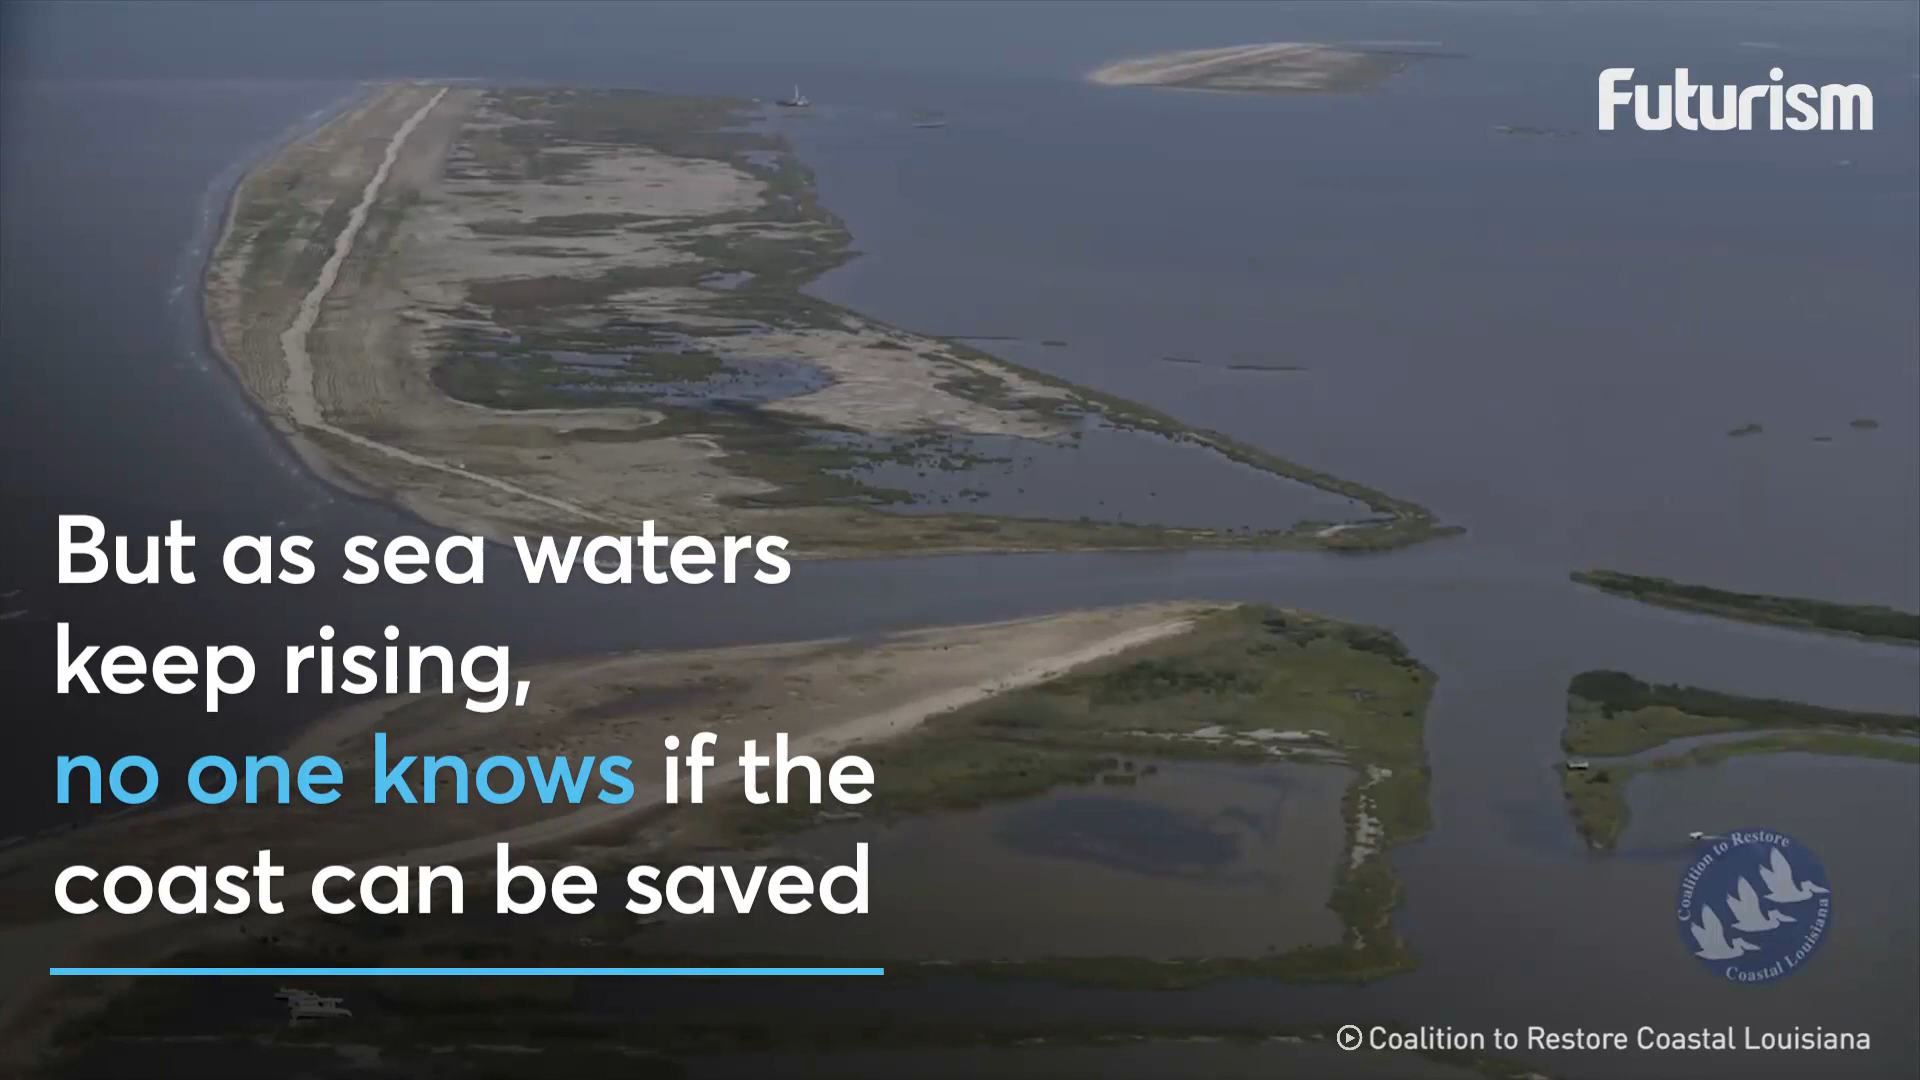 Futurism
But as sea waters
keep rising,
no one knows if the
coast can be saved
Coalition to Restore
Coastal Louisiana
Coalition to Restore Coastal Louisiana